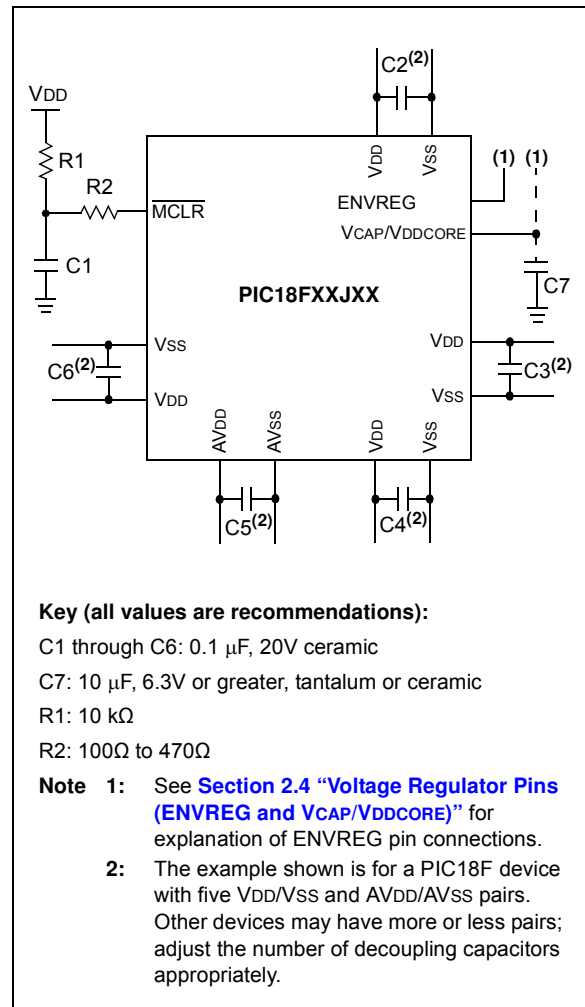 C2(2)
VDD
R1
R2
MCLR
C1
VDD
VSS
(1) (1)
ENVREG
VCAP/VDDCORE
C7
PIC18FXXJXX
VSS
C6(2)
VDD
VDD
C3(2)
VSS
AVDD
AVSS
VDD
VSS
C5(2)
C4(2)
Key (all values are recommendations):
C1 through C6: 0.1 μF, 20V ceramic
C7: 10 μF, 6.3V or greater, tantalum or ceramic
R1: 10 kΩ
R2: 100Ω to 470Ω
Note 1: See Section 2.4 “Voltage Regulator Pins
(ENVREG and VCAP/VDDCORE)” for
explanation of ENVREG pin connections.
2: The example shown is for a PIC18F device
with five VDD/VSS and AVDD/AVSS pairs.
Other devices may have more or less pairs;
adjust the number of decoupling capacitors
appropriately.